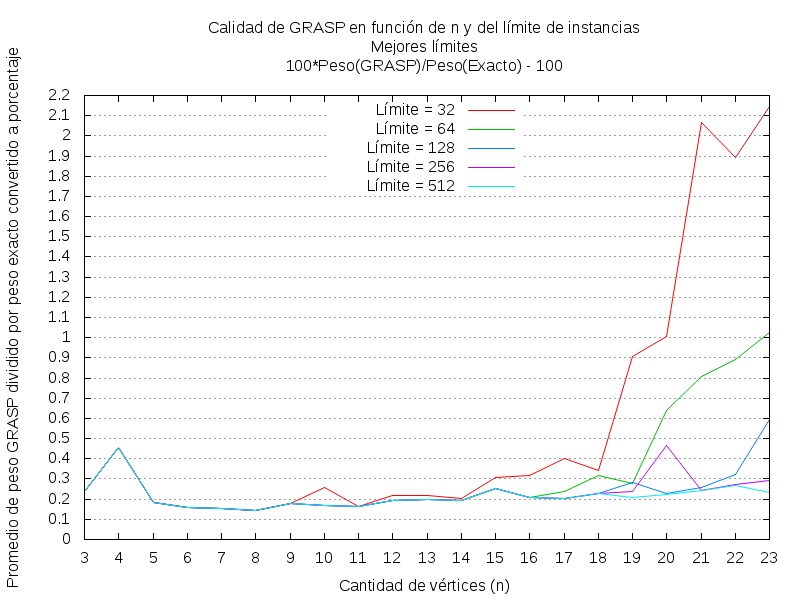 Calidad de GRASP en función de n y del límite de instancias
Mejores límites
100*Peso(GRASP)/Peso(Exacto) - 100
Promedio de peso GRASP dividido por peso exacto convertido a porcentaje
2.2
2.1
2
1.9
1.8
1.7
1.6
1.5
1.4
1.3
1.2
1.1
1
0.9
0.8
0.7
0.6
0.5
0.4
0.3
0.2
0.1
0
Límite = 32
Límite = 64
Límite = 128
Límite = 256
Límite = 512
3 4 5 6 7 8 9 10 11 12 13 14 15 16 17 18 19 20 21 22 23
Cantidad de vértices (n)